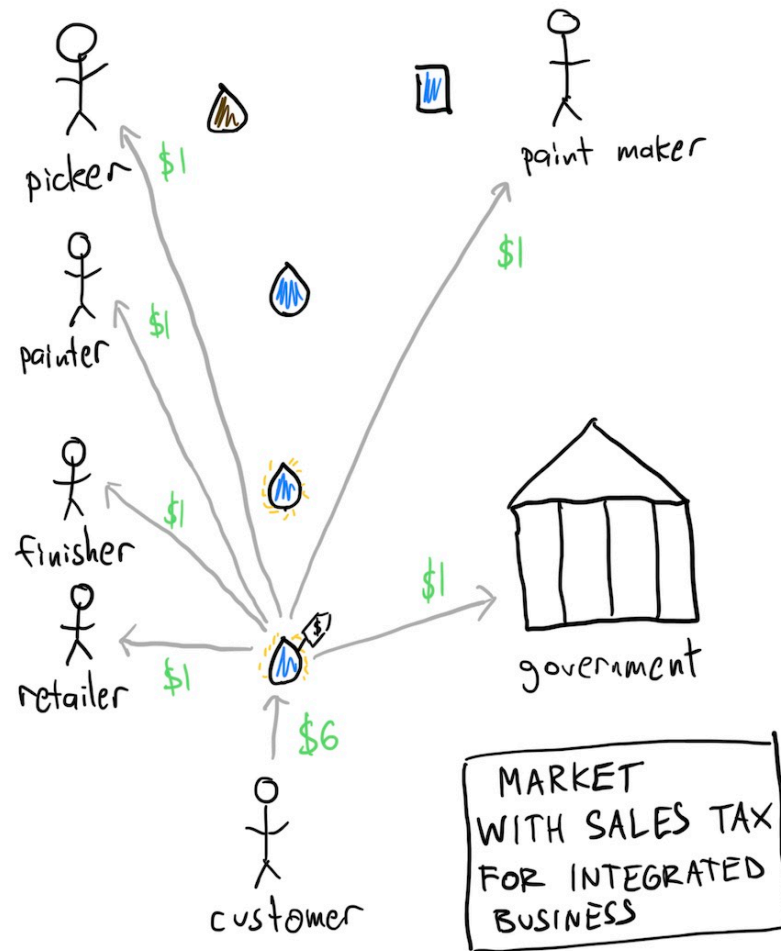 picker
$1
paint maker
$1
painter
$1
finisher
$1
$1
government
retailer
$1
$
$6
customer
MARKET
WITH SALES TAX
FOR INTEGRATED
BUSINESS